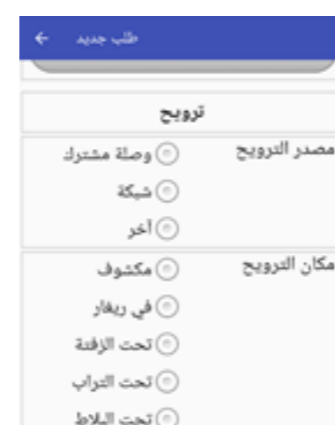 طلب جديد
ترويح
مصدر الترويح وصلة مشترك
شبكة
آخر
مكان الترويح مكشوف
في ريغار
تحت الزفتة
تحت التراب
تحت البلاط